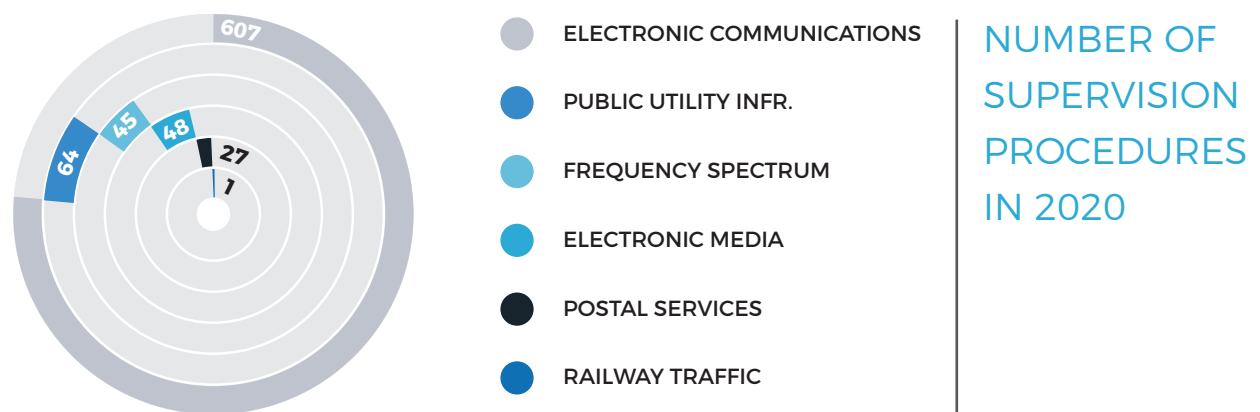 607
64
45
48
27
1
ELECTRONIC COMMUNICATIONS
PUBLIC UTILITY INFR.
FREQUENCY SPECTRUM
ELECTRONIC MEDIA
POSTAL SERVICES
RAILWAY TRAFFIC
NUMBER OF
SUPERVISION
PROCEDURES
IN 2020